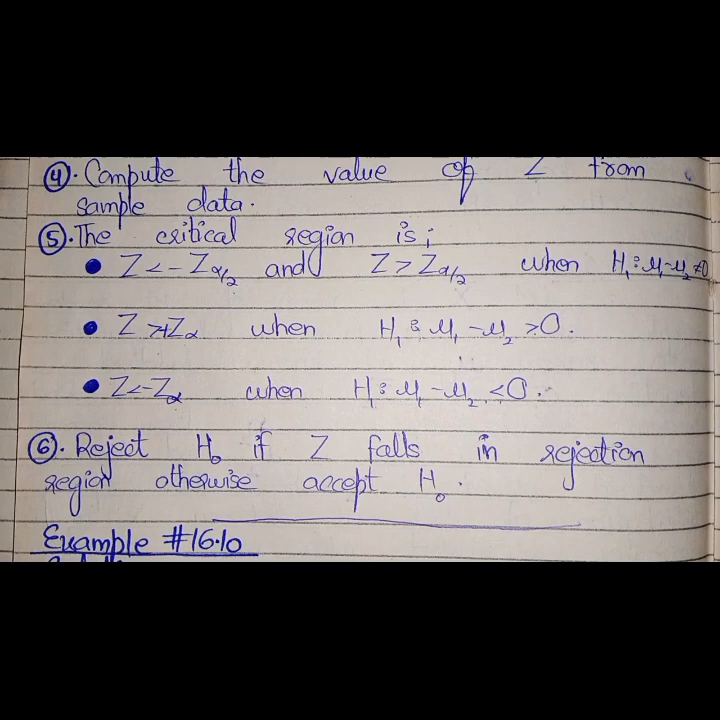 ④. Compute the value of Z from
sample data.
⑤. The critical region is;
• Z < -Zα/2 and Z > Zα/2 when H₁: μ₁-μ₂ ≠0
• Z >+Zα when H₁: μ₁ -μ₂ >0.
• Z<-Zα when H₁: μ₁ -μ₂ <0.
⑥. Reject H₀ if Z falls in rejection
region otherwise accept H₀.
Example #16.10